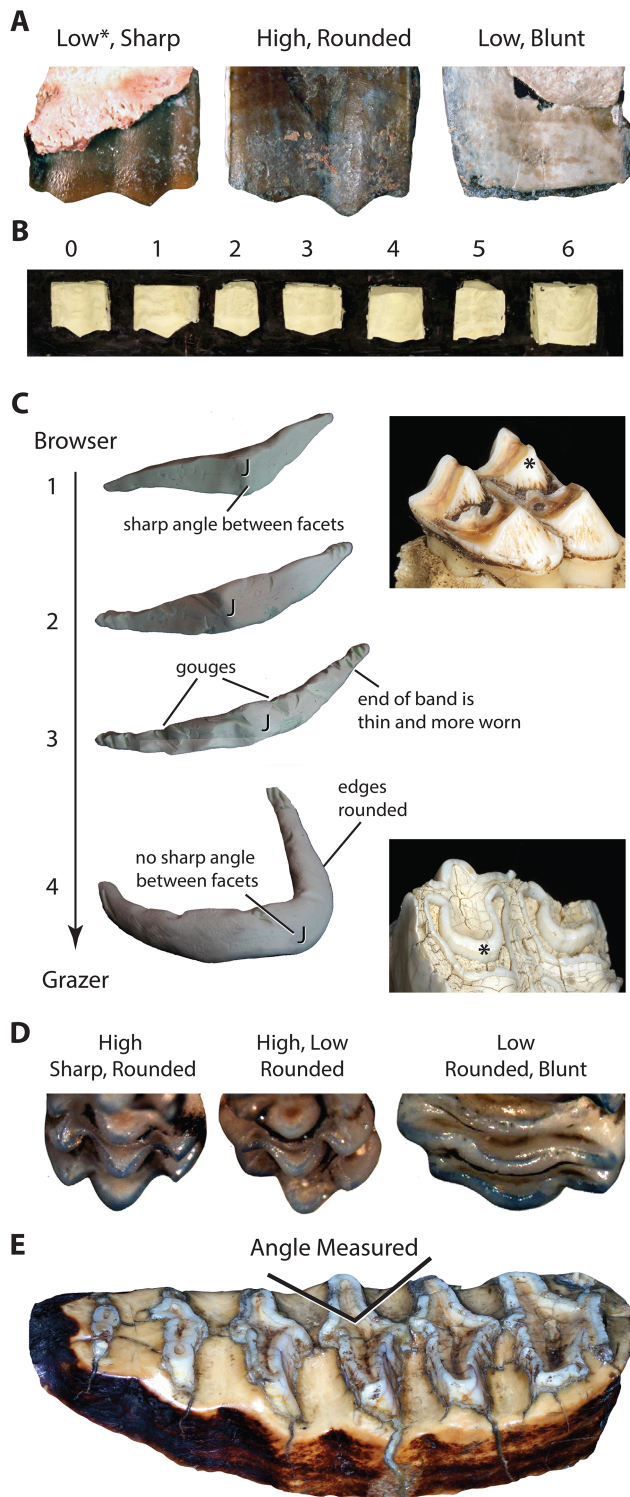 A
Low*, Sharp
High, Rounded
Low, Blunt
B
0 1 2 3 4 5 6
C
Browser
1
J
sharp angle between facets
*
2
J
gouges
J
end of band is
thin and more worn
3
edges
rounded
no sharp angle
between facets
4
J
*
Grazer
D
High
Sharp, Rounded
High, Low
Rounded
Low
Rounded, Blunt
E
Angle Measured